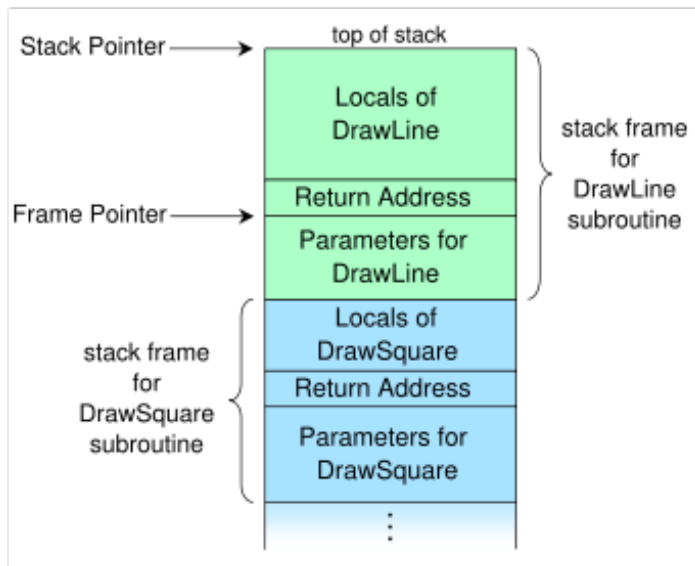 top of stack
Stack Pointer
Locals of
DrawLine
stack frame
for
DrawLine
subroutine
Return Address
Frame Pointer
Parameters for
DrawLine
Locals of
DrawSquare
stack frame
for
DrawSquare
subroutine
Return Address
Parameters for
DrawSquare